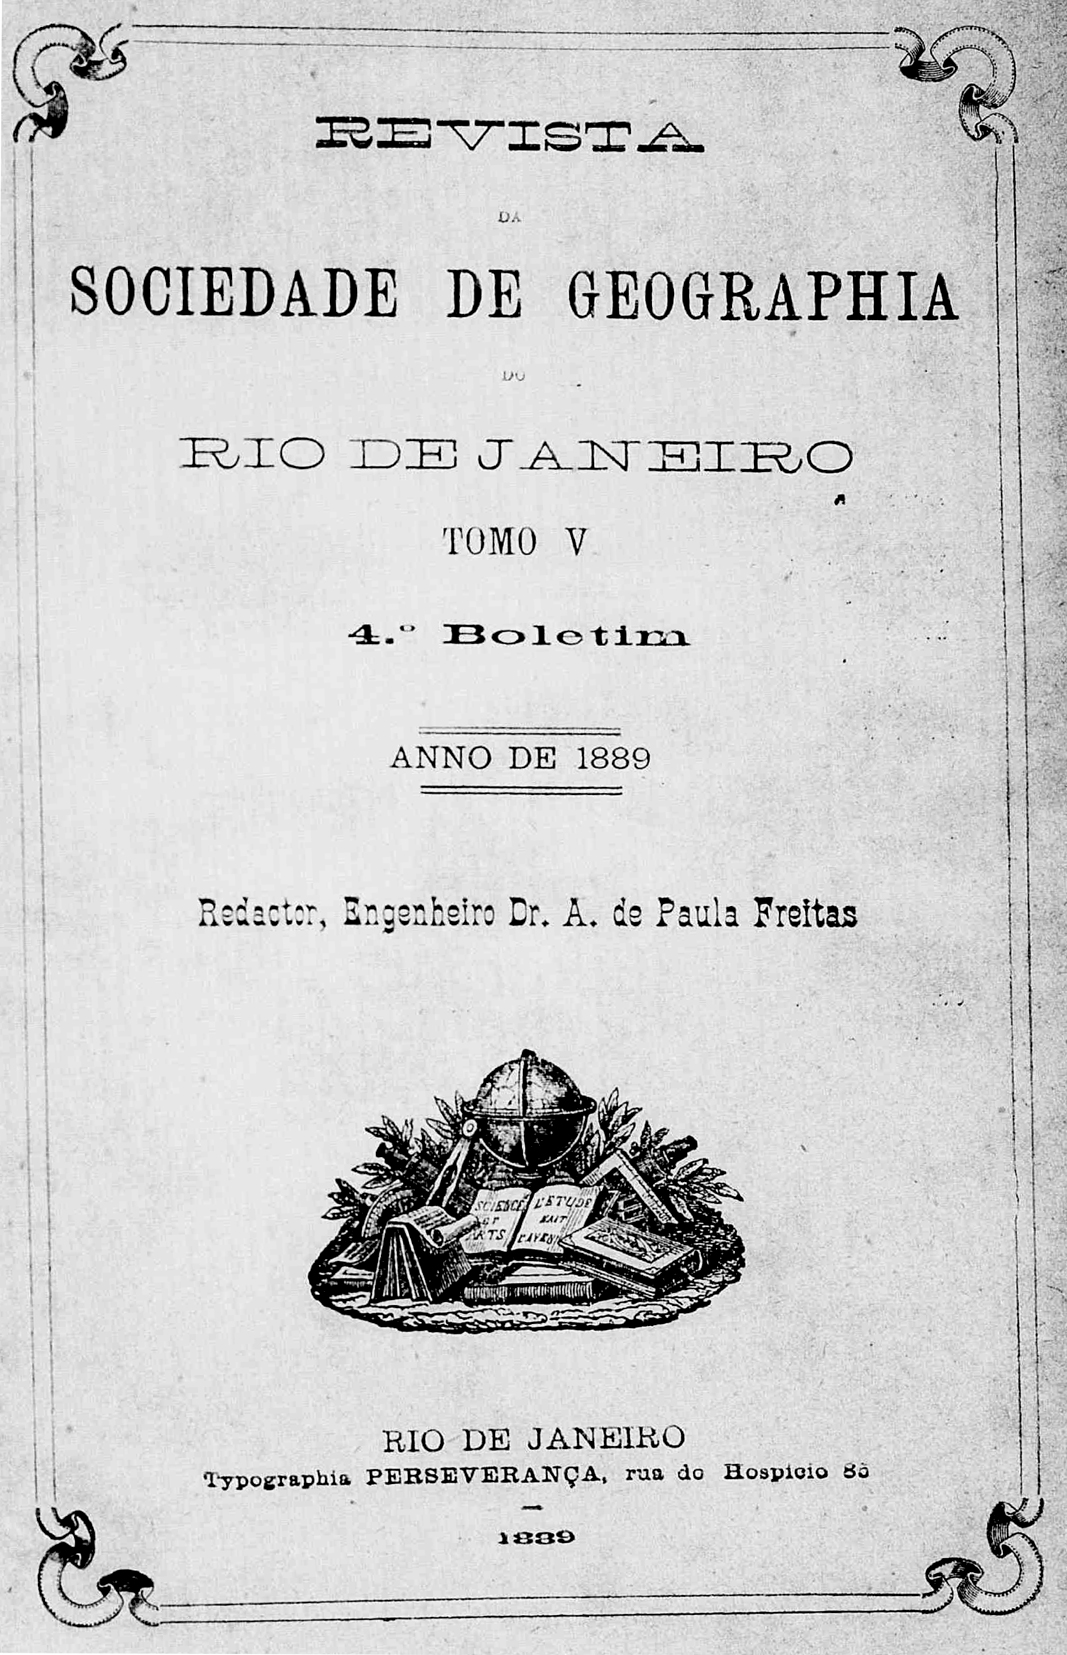 REVISTA
DA
SOCIEDADE DE GEOGRAPHIA
DO
RIO DE JANEIRO
TOMO V
4.º Boletim
ANNO DE 1889
Redactor, Engenheiro Dr. A. de Paula Freitas
SCIENCE
ET
ARTS
L'ETUDE
FAIT
L'AVEN
RIO DE JANEIRO
Typographia PERSEVERANÇA, rua do Hospicio 85
1889